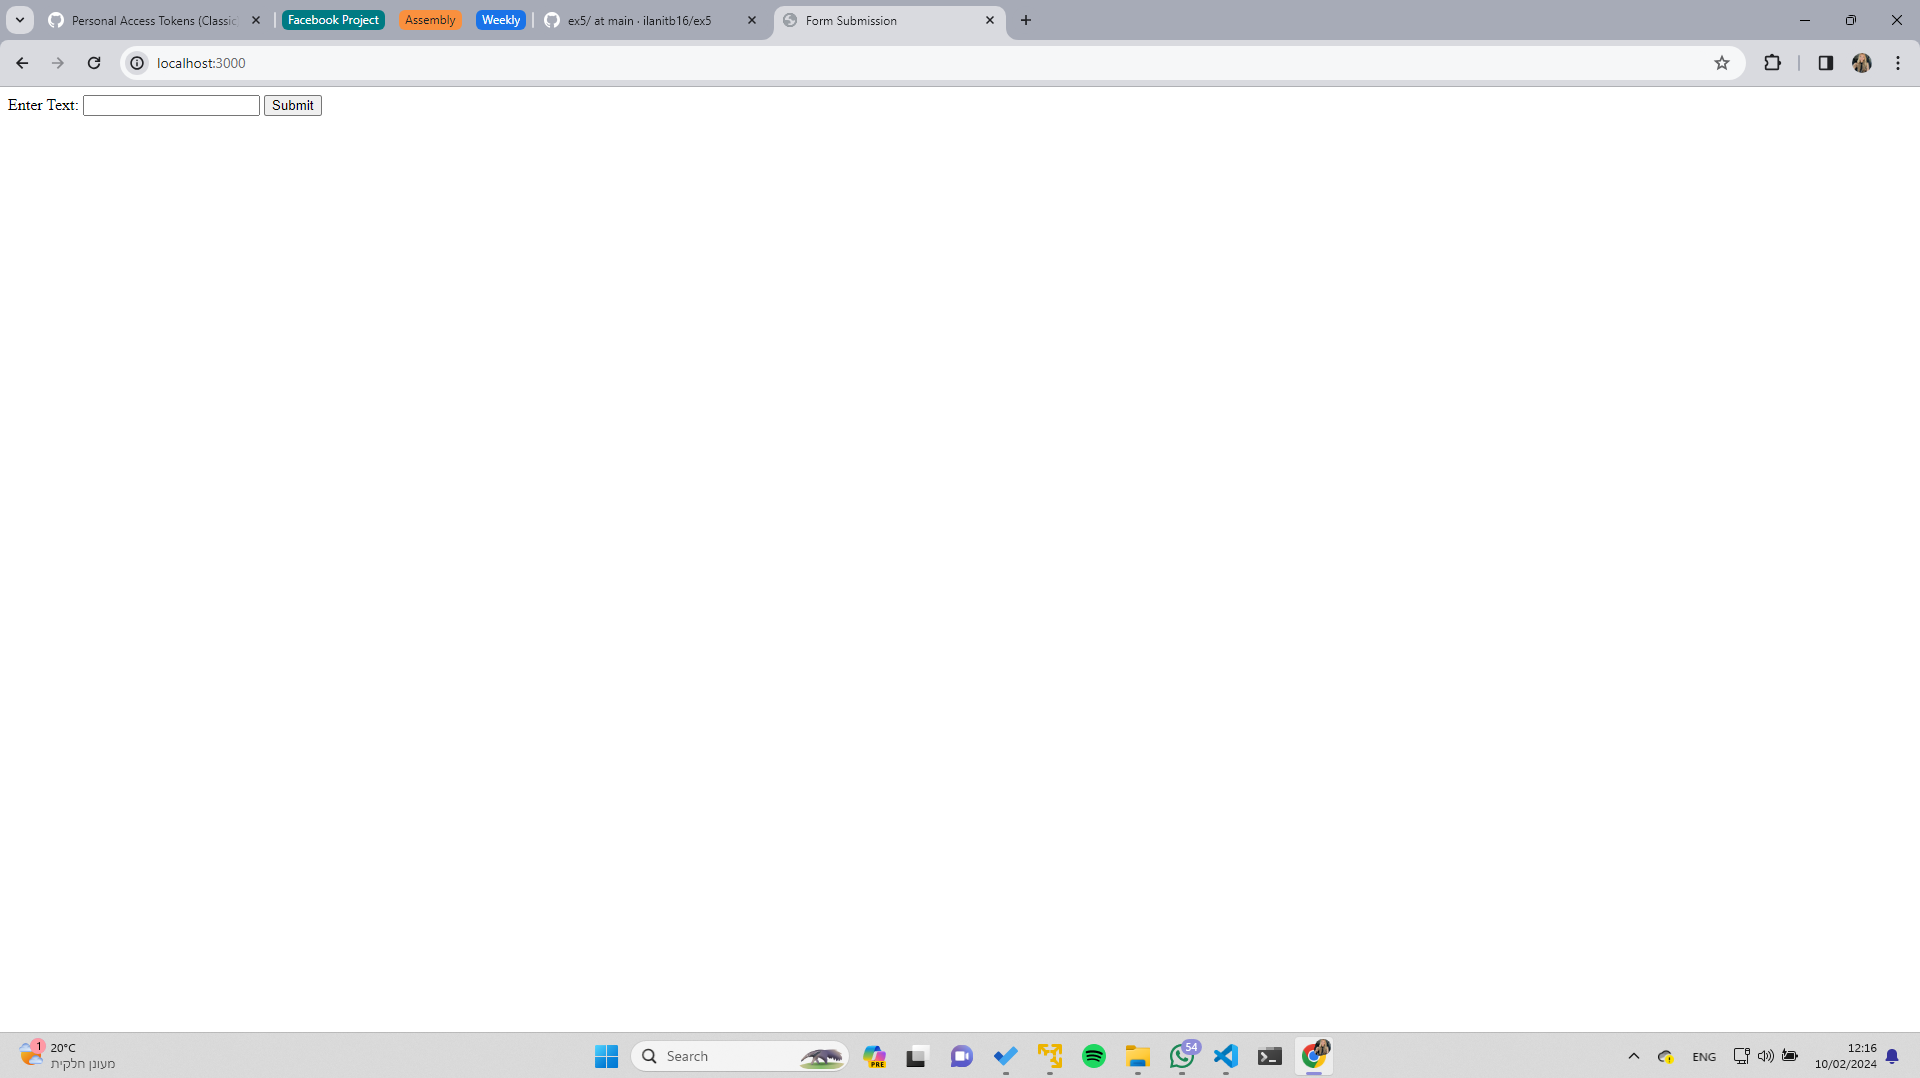 Personal Access Tokens (Classic
Facebook Project
Assembly
Weekly
ex5/ at main · ilanitb16/ex5
Form Submission
localhost:3000
Enter Text:
Submit
1
20°C
מעונן חלקית
Search
PRE
54
ENG
12:16
10/02/2024